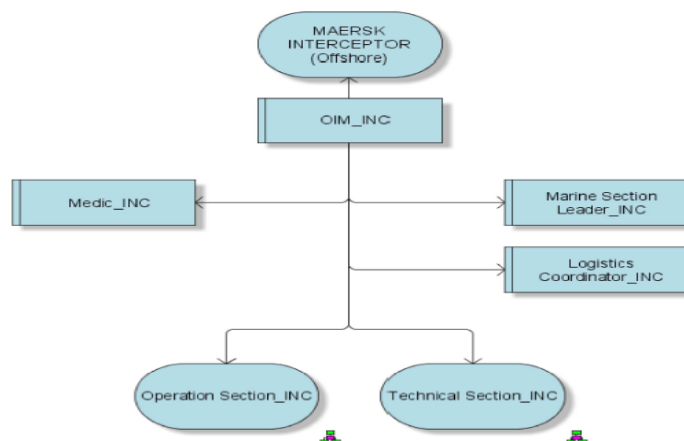 MAERSK
INTERCEPTOR
(Offshore)
OIM_INC
Medic_INC
Marine Section
Leader_INC
Logistics
Coordinator_INC
Operation Section_INC
Technical Section_INC